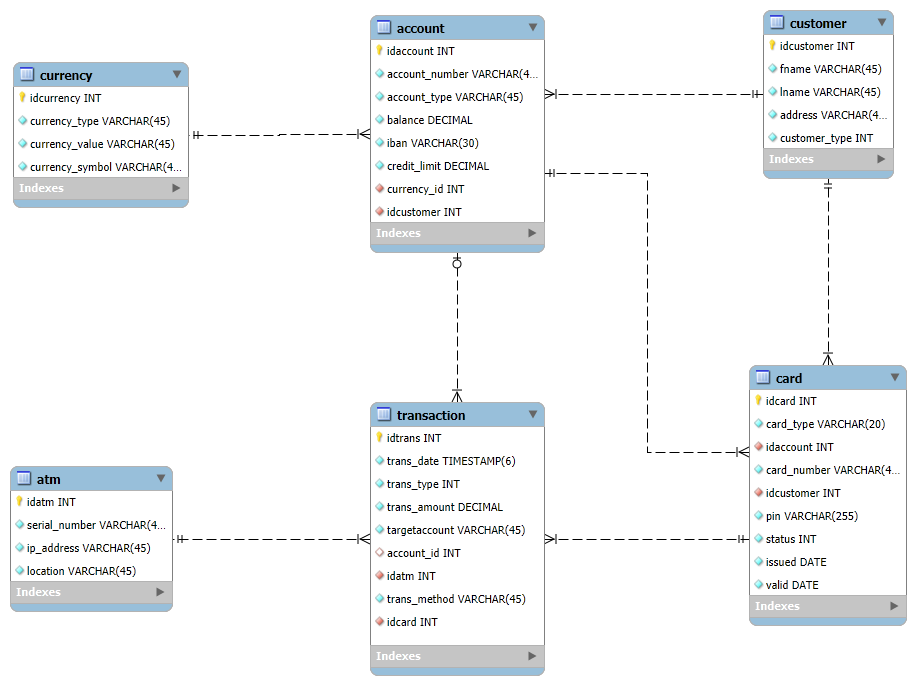 currency
idcurrency INT
currency_type VARCHAR(45)
currency_value VARCHAR(45)
currency_symbol VARCHAR(4...
Indexes
account
idaccount INT
account_number VARCHAR(4...
account_type VARCHAR(45)
balance DECIMAL
iban VARCHAR(30)
credit_limit DECIMAL
currency_id INT
idcustomer INT
Indexes
customer
idcustomer INT
fname VARCHAR(45)
lname VARCHAR(45)
address VARCHAR(4...
customer_type INT
Indexes
atm
idatm INT
serial_number VARCHAR(4...
ip_address VARCHAR(45)
location VARCHAR(45)
Indexes
transaction
idtrans INT
trans_date TIMESTAMP(6)
trans_type INT
trans_amount DECIMAL
targetaccount VARCHAR(45)
account_id INT
idatm INT
trans_method VARCHAR(45)
idcard INT
Indexes
card
idcard INT
card_type VARCHAR(20)
idaccount INT
card_number VARCHAR(4...
idcustomer INT
pin VARCHAR(255)
status INT
issued DATE
valid DATE
Indexes